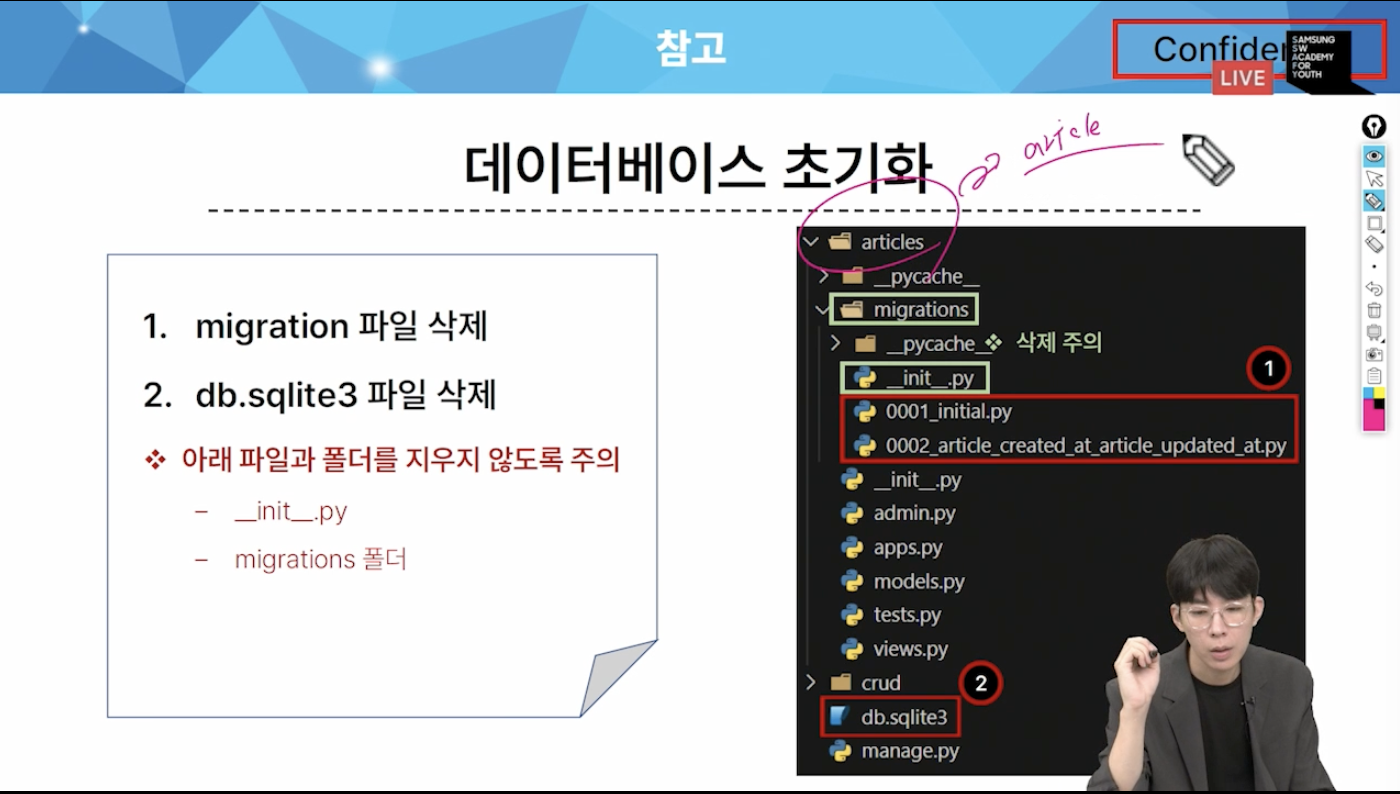 참고
Confiden
LIVE
SAMSUNG
SW
ACADEMY
FOR
YOUTH
데이터베이스 초기화
article
1. migration 파일 삭제
2. db.sqlite3 파일 삭제
❖ 아래 파일과 폴더를 지우지 않도록 주의
– __init__.py
– migrations 폴더
articles
__pycache__
migrations
__pycache__ ❖ 삭제 주의
__init__.py
1
0001_initial.py
0002_article_created_at_article_updated_at.py
__init__.py
admin.py
apps.py
models.py
tests.py
views.py
crud
2
db.sqlite3
manage.py